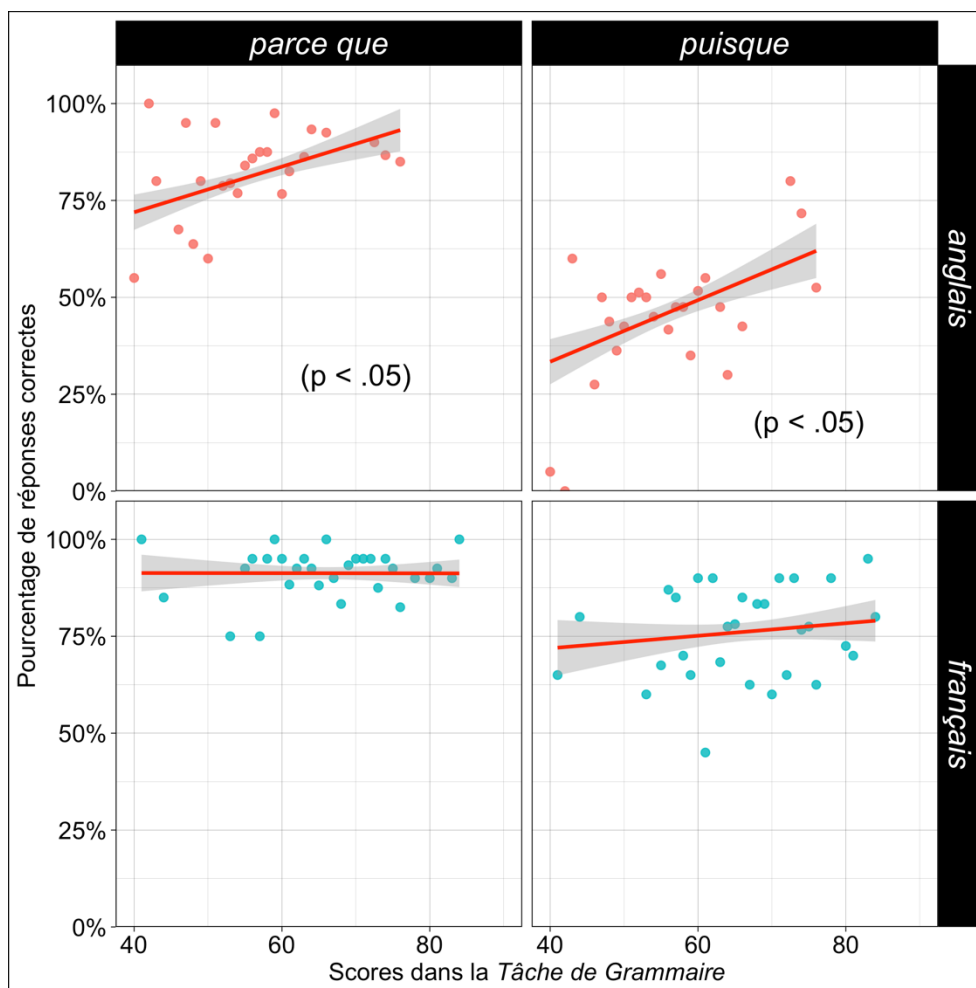 parce que
puisque
100%
75%
50%
25%
0%
(p < .05)
(p < .05)
anglais
100%
75%
50%
25%
0%
français
40
60
80
40
60
80
Pourcentage de réponses correctes
Scores dans la Tâche de Grammaire